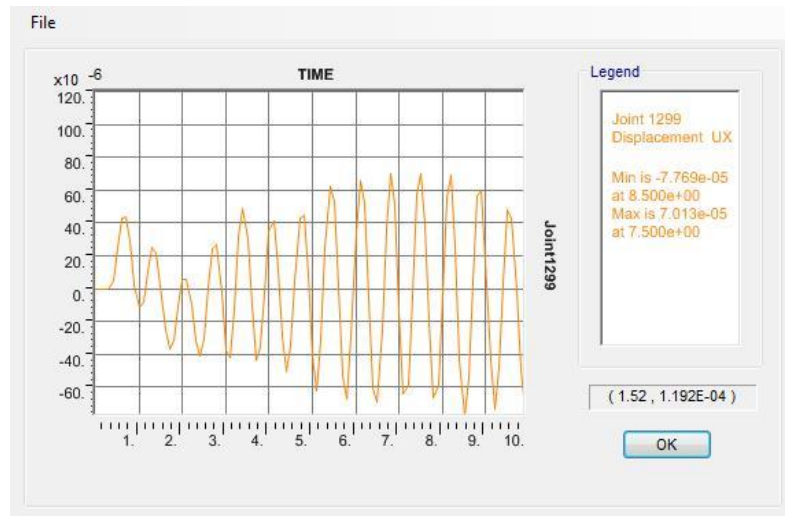 File
x10 -6
TIME
120.
100.
80.
60.
40.
20.
0.
-20.
-40.
-60.
1. 2. 3. 4. 5. 6. 7. 8. 9. 10.
Joint1299
Legend
Joint 1299
Displacement UX
Min is -7.769e-05
at 8.500e+00
Max is 7.013e-05
at 7.500e+00
( 1.52 , 1.192E-04 )
OK